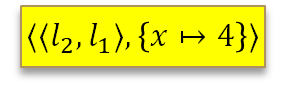 ⟨⟨l₂, l₁⟩, {x ↦ 4}⟩